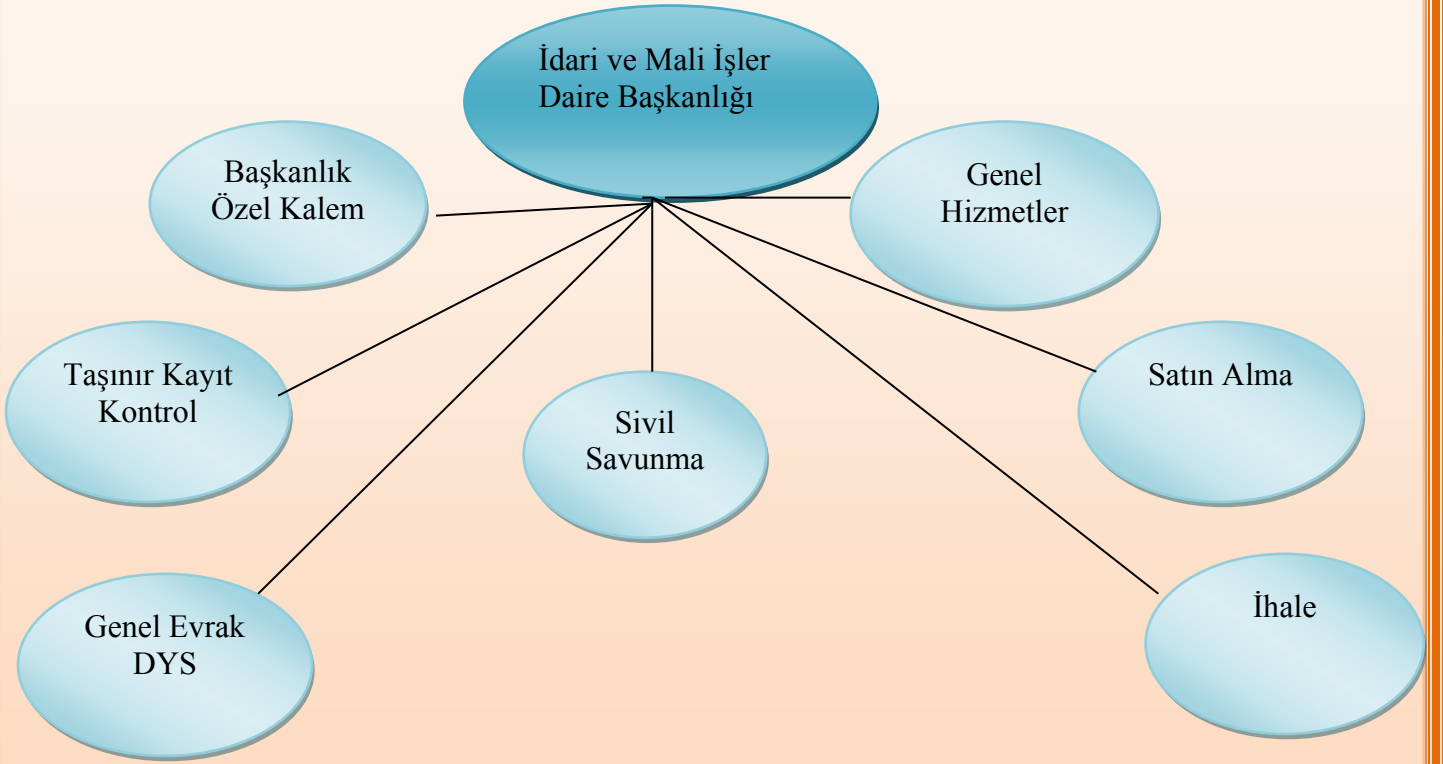 İdari ve Mali İşler
Daire Başkanlığı
Başkanlık
Özel Kalem
Genel
Hizmetler
Taşınır Kayıt
Kontrol
Sivil
Savunma
Satın Alma
Genel Evrak
DYS
İhale